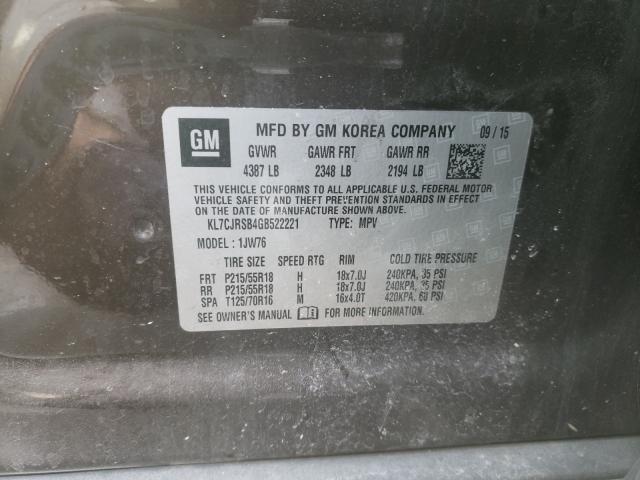 GM MFD BY GM KOREA COMPANY 09 / 15
GVWR GAWR FRT GAWR RR
4387 LB 2348 LB 2194 LB
THIS VEHICLE CONFORMS TO ALL APPLICABLE U.S. FEDERAL MOTOR
VEHICLE SAFETY AND THEFT PREVENTION STANDARDS IN EFFECT
ON THE DATE OF MANUFACTURE SHOWN ABOVE.
KL7CJRSB4GB522221 TYPE: MPV
MODEL : 1JW76
TIRE SIZE SPEED RTG RIM COLD TIRE PRESSURE
FRT P215/55R18 H 18x7.0J 240KPA, 35 PSI
RR P215/55R18 H 18x7.0J 240KPA, 35 PSI
SPA T125/70R16 M 16x4.0T 420KPA, 60 PSI
SEE OWNER'S MANUAL FOR MORE INFORMATION.